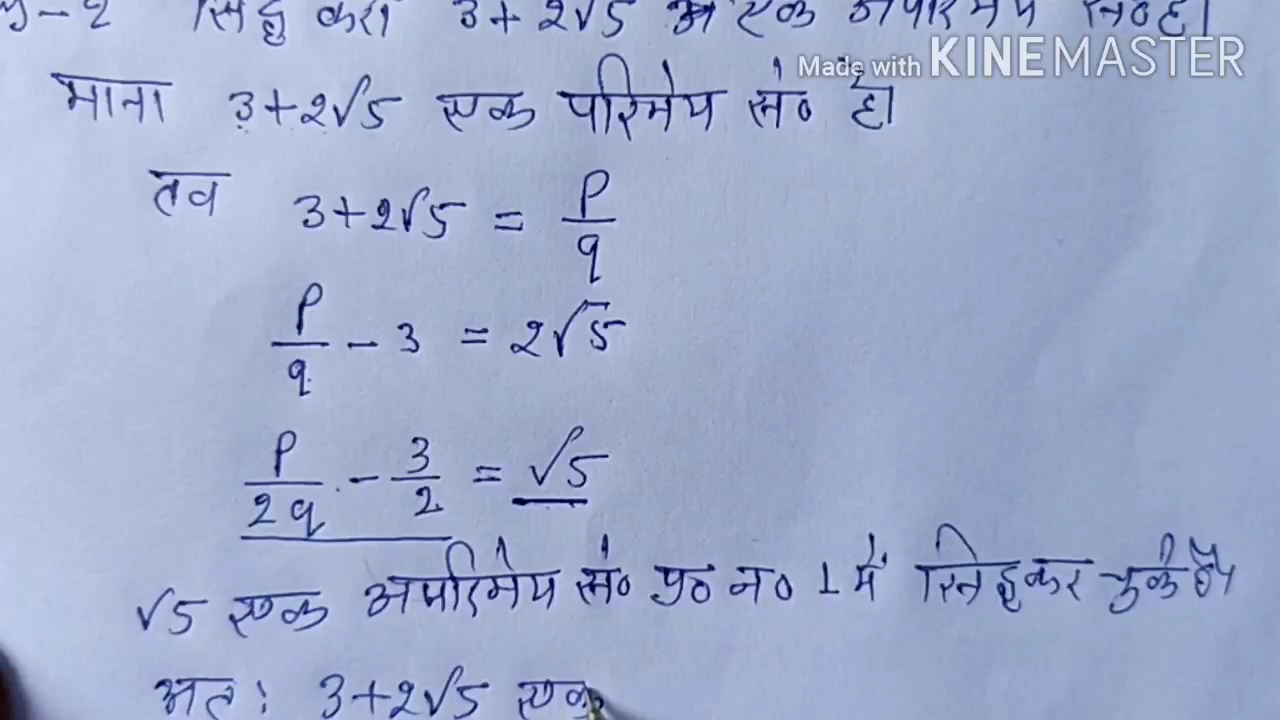 सिद्ध करो 3+2√5 एक अपरिमेय सं० है।
Made with KINEMASTER
माना 3+2√5 एक परिमेय सं० है।
तव 3+2√5 = P/q
P/q - 3 = 2√5
P/2q - 3/2 = √5
√5 एक अपरिमेय सं० प्र० न० 1 में सिद्ध कर चुके है।
अतः 3+2√5 एक